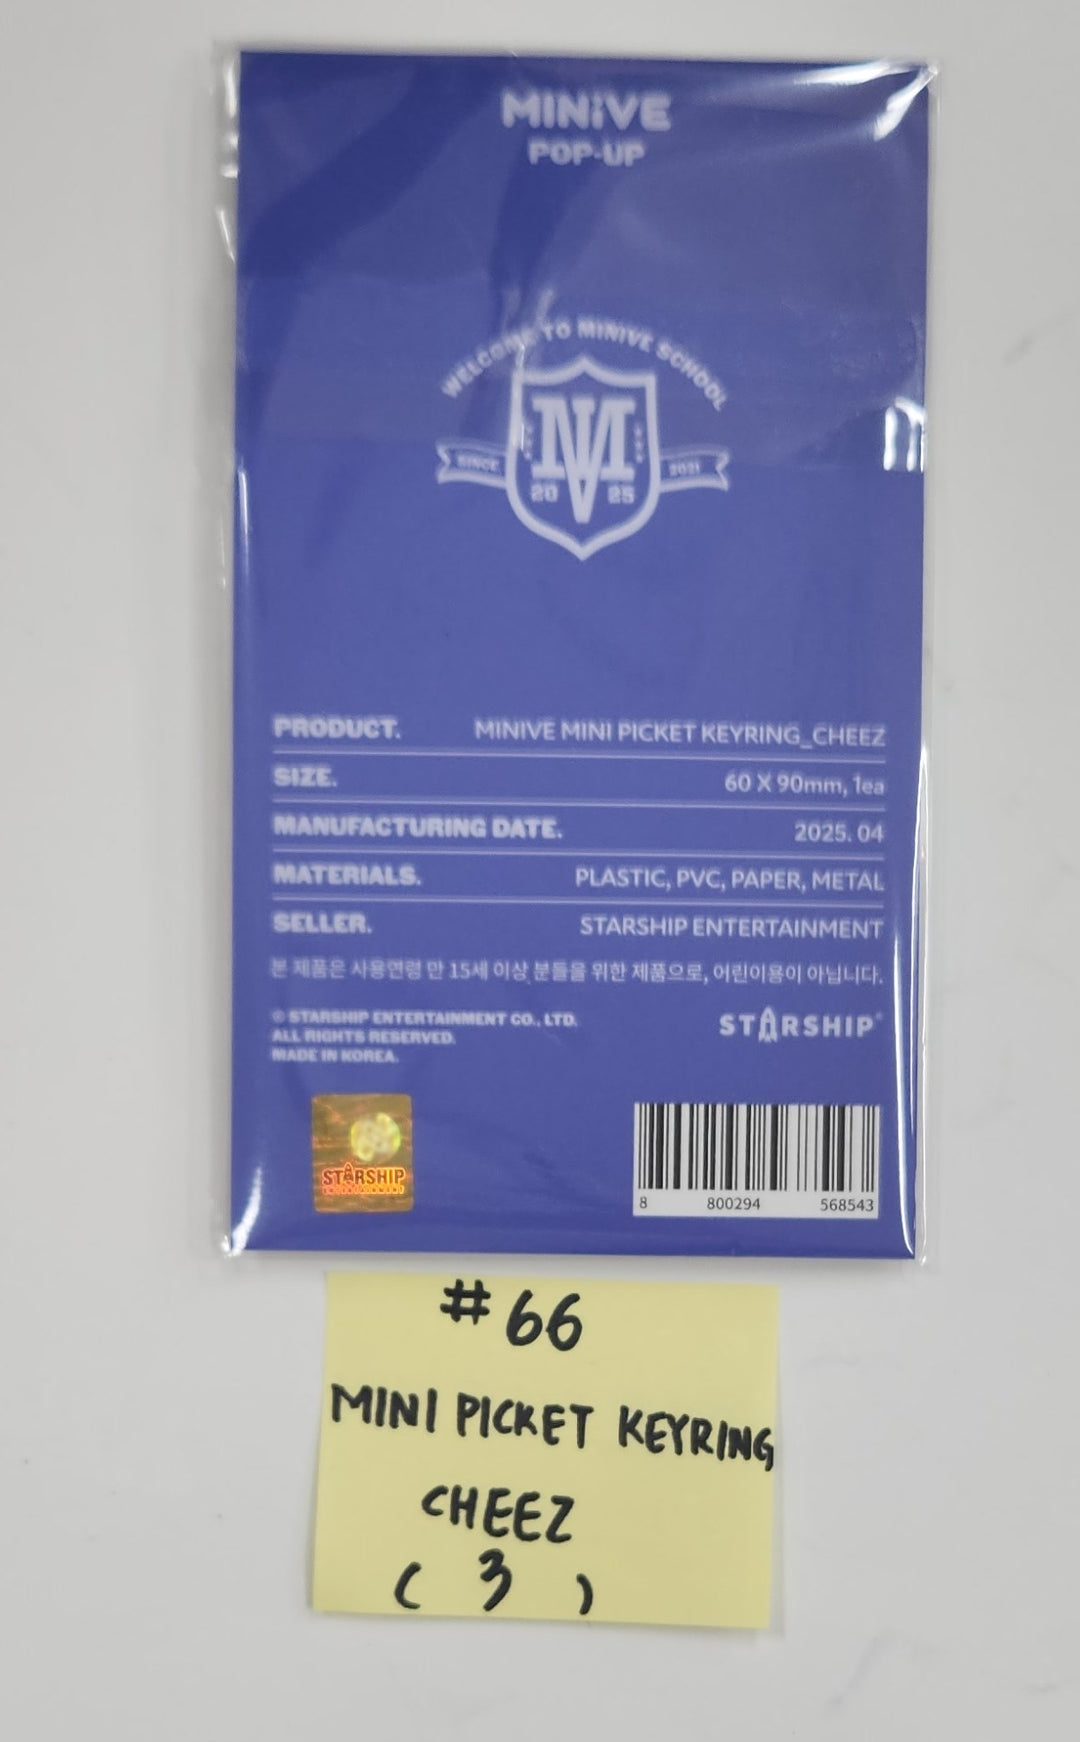 MINiVE
POP-UP
WELCOME TO MINIVE SCHOOL
SINCE 2021
MV
20 25
PRODUCT. MINIVE MINI PICKET KEYRING_CHEEZ
SIZE. 60 X 90mm, 1ea
MANUFACTURING DATE. 2025. 04
MATERIALS. PLASTIC, PVC, PAPER, METAL
SELLER. STARSHIP ENTERTAINMENT
본 제품은 사용연령 만 15세 이상 분들을 위한 제품으로, 어린이용이 아닙니다.
© STARSHIP ENTERTAINMENT CO., LTD.
ALL RIGHTS RESERVED.
MADE IN KOREA.
STARSHIP
STARSHIP
ENTERTAINMENT
8 800294 568543
#66
MINI PICKET KEYRING
CHEEZ
( 3 )